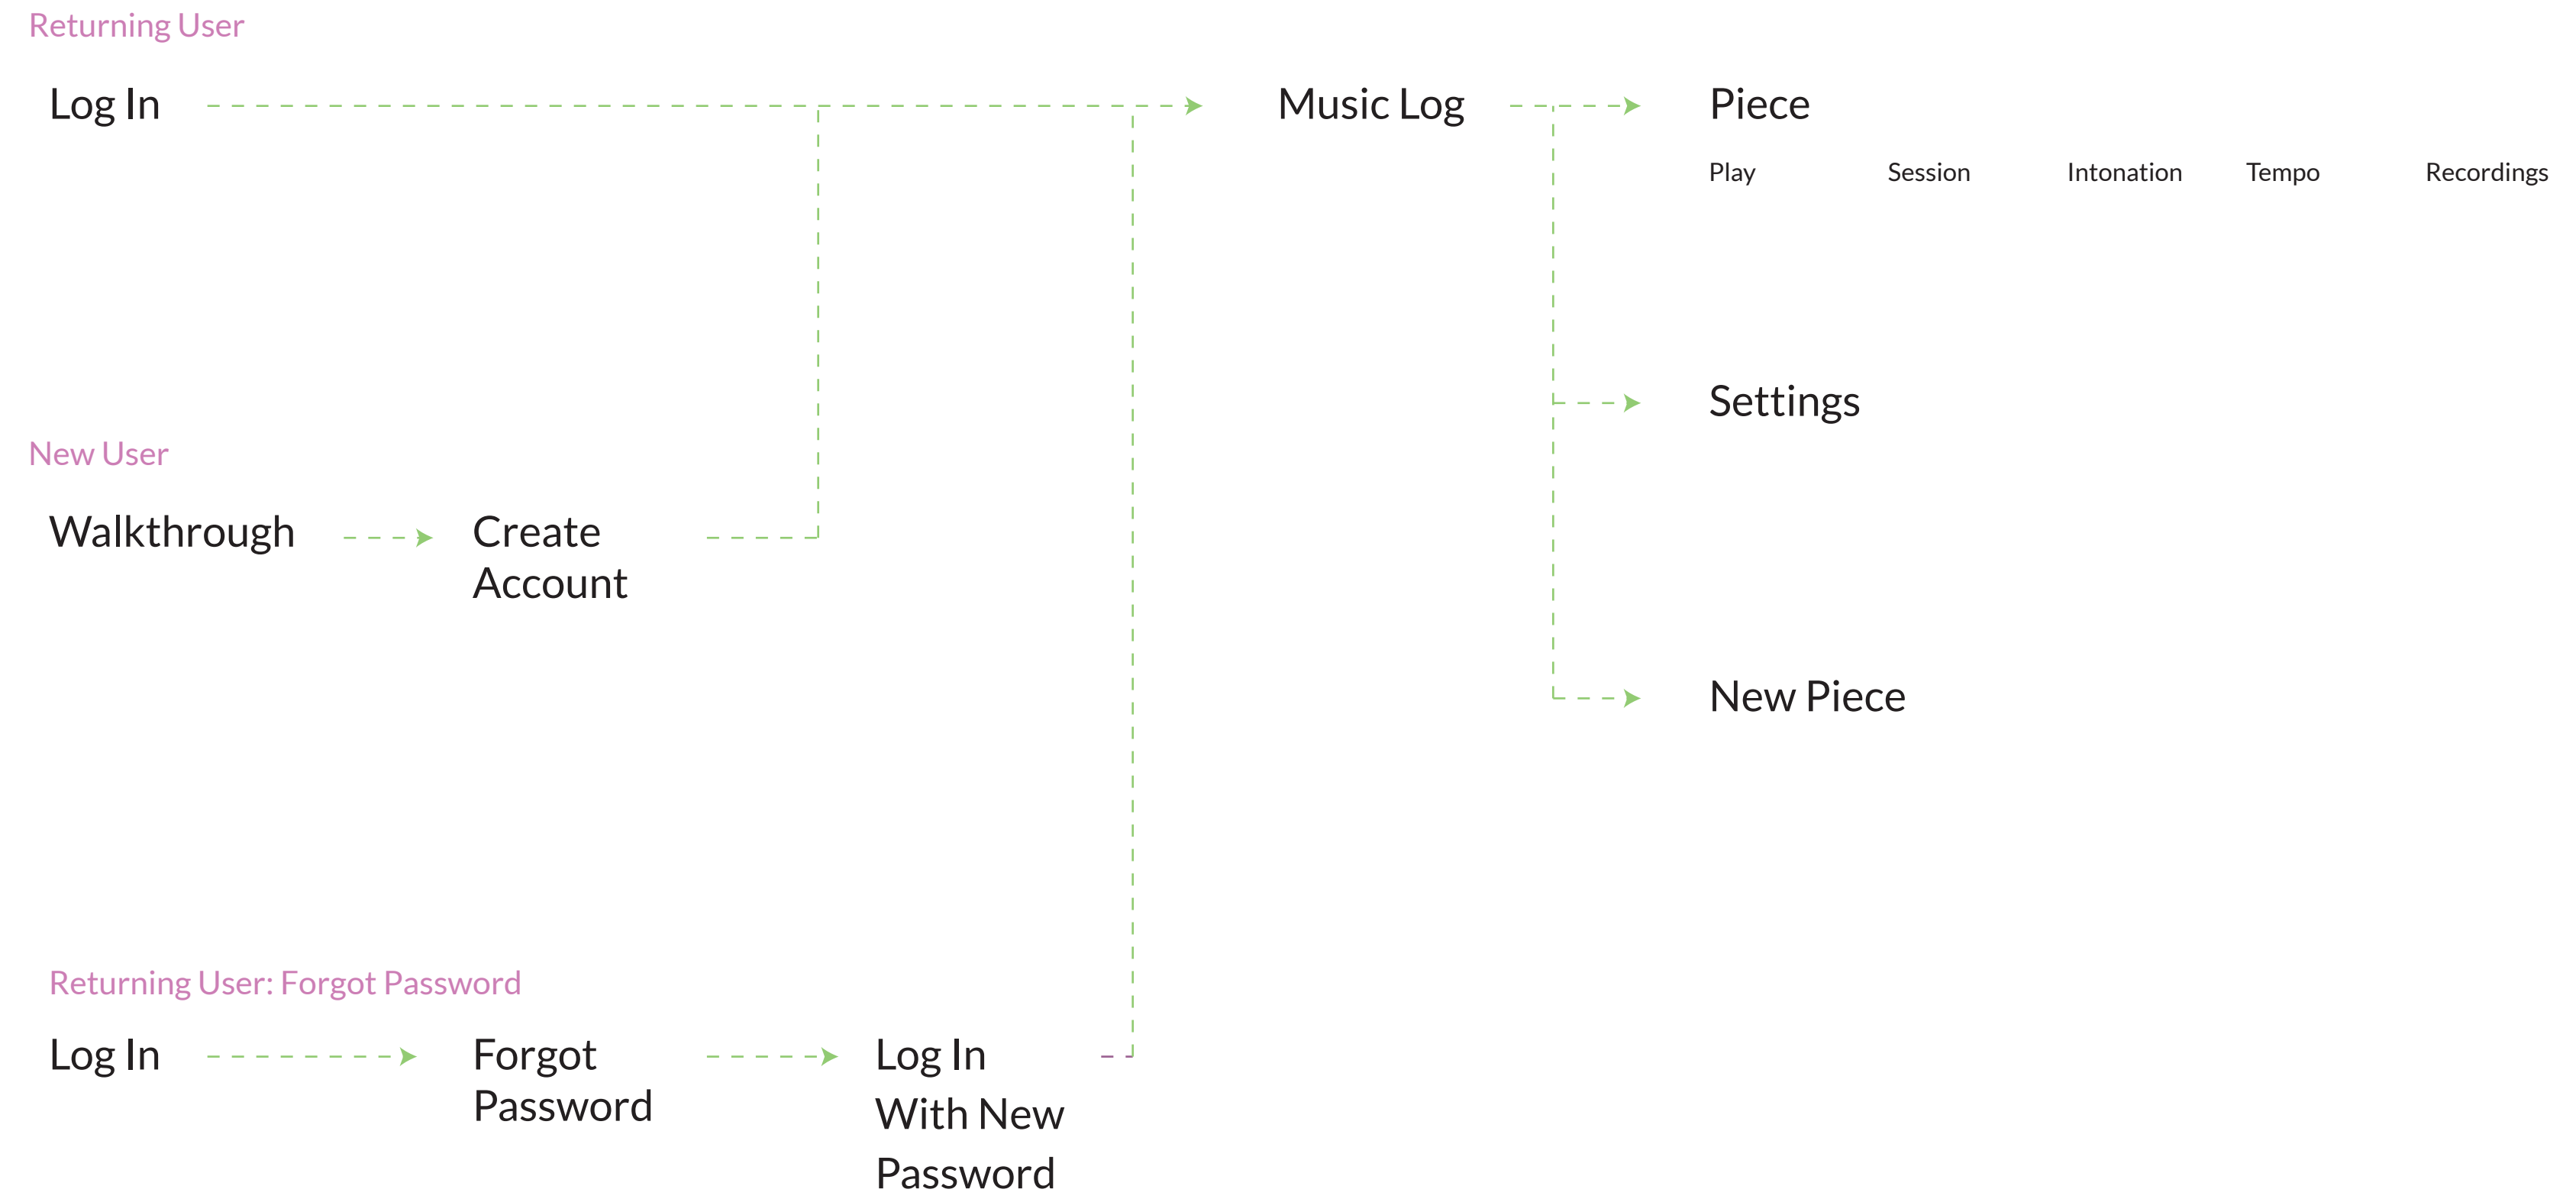 Returning User
Log In
Music Log
Piece
Play
Session
Intonation
Tempo
Recordings
Settings
New User
Walkthrough
Create
Account
New Piece
Returning User: Forgot Password
Log In
Forgot
Password
Log In
With New
Password